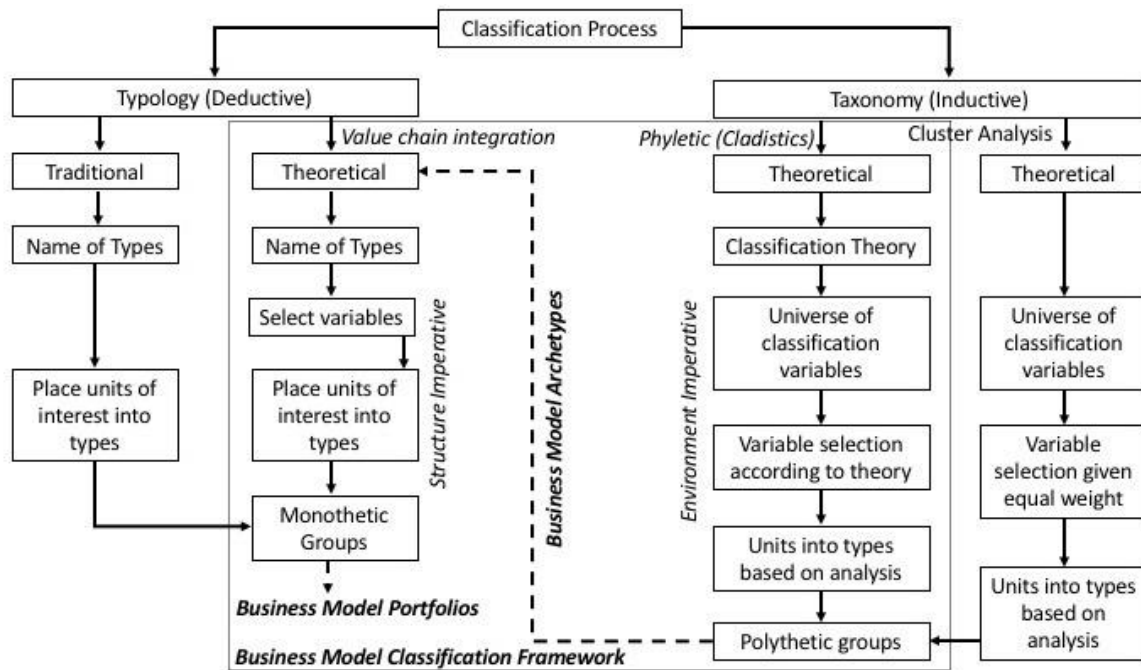 Classification Process
Typology (Deductive)
Taxonomy (Inductive)
Value chain integration
Phyletic (Cladistics)
Cluster Analysis
Traditional
Theoretical
Theoretical
Theoretical
Name of Types
Name of Types
Classification Theory
Select variables
Structure Imperative
Business Model Archetypes
Environment Imperative
Universe of
classification
variables
Universe of
classification
variables
Place units of
interest into
types
Place units of
interest into
types
Variable selection
according to theory
Variable
selection given
equal weight
Monothetic
Groups
Units into types
based on analysis
Units into types
based on
analysis
Business Model Portfolios
Polythetic groups
Business Model Classification Framework